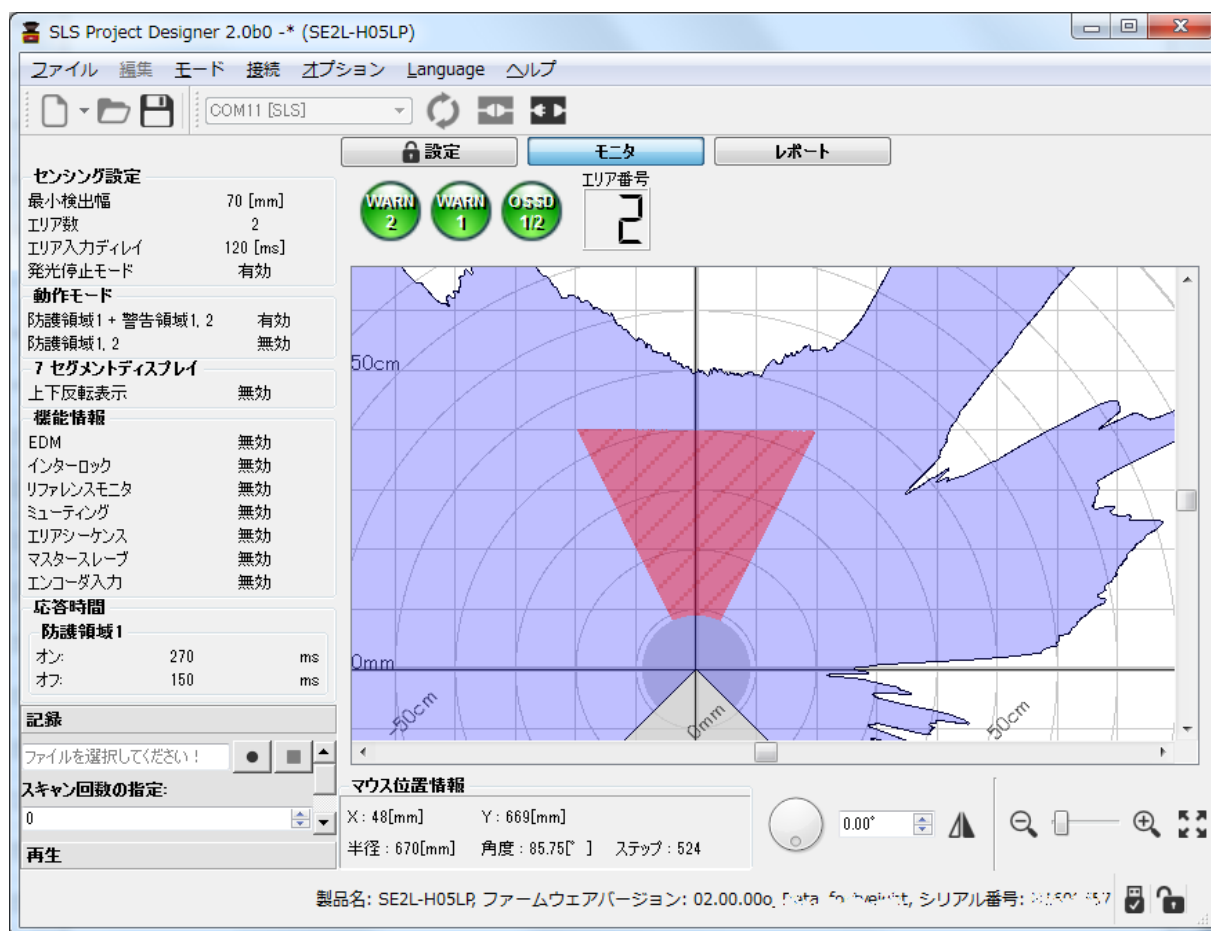 SLS Project Designer 2.0b0 -* (SE2L-H05LP)
ファイル 編集 モード 接続 オプション Language ヘルプ
COM11 [SLS]
設定 モニタ レポート
センシング設定
最小検出幅 70 [mm]
エリア数 2
エリア入力ディレイ 120 [ms]
発光停止モード 有効
動作モード
防護領域1 + 警告領域1, 2 有効
防護領域1, 2 無効
7 セグメントディスプレイ
上下反転表示 無効
機能情報
EDM 無効
インターロック 無効
リファレンスモニタ 無効
ミューティング 無効
エリアシーケンス 無効
マスタースレーブ 無効
エンコーダ入力 無効
応答時間
防護領域1
オン: 270 ms
オフ: 150 ms
記録
ファイルを選択してください!
スキャン回数の指定:
0
再生
WARN 2
WARN 1
OSSD 1/2
エリア番号
2
50cm
0mm
-50cm
0mm
50cm
マウス位置情報
X : 48[mm] Y : 669[mm]
半径 : 670[mm] 角度 : 85.75[° ] ステップ : 524
0.00°
製品名: SE2L-H05LP, ファームウェアバージョン: 02.00.00o, シリアル番号: